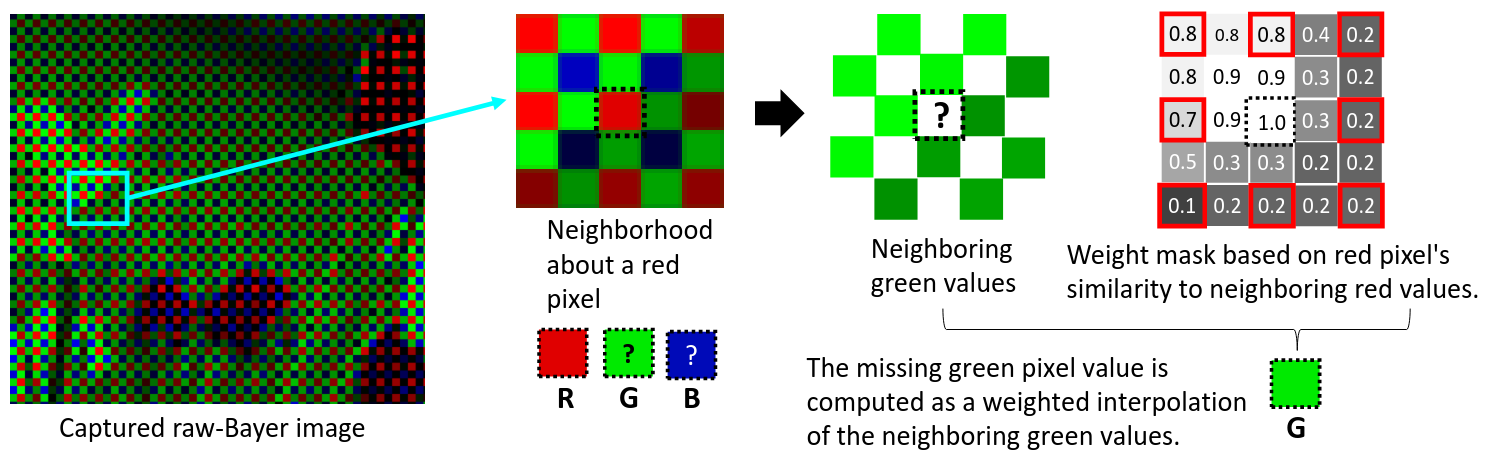 Captured raw-Bayer image
Neighborhood
about a red
pixel
? ?
R G B
?
Neighboring
green values
0.8 0.8 0.8 0.4 0.2
0.8 0.9 0.9 0.3 0.2
0.7 0.9 1.0 0.3 0.2
0.5 0.3 0.3 0.2 0.2
0.1 0.2 0.2 0.2 0.2
Weight mask based on red pixel's
similarity to neighboring red values.
The missing green pixel value is
computed as a weighted interpolation
of the neighboring green values.
G